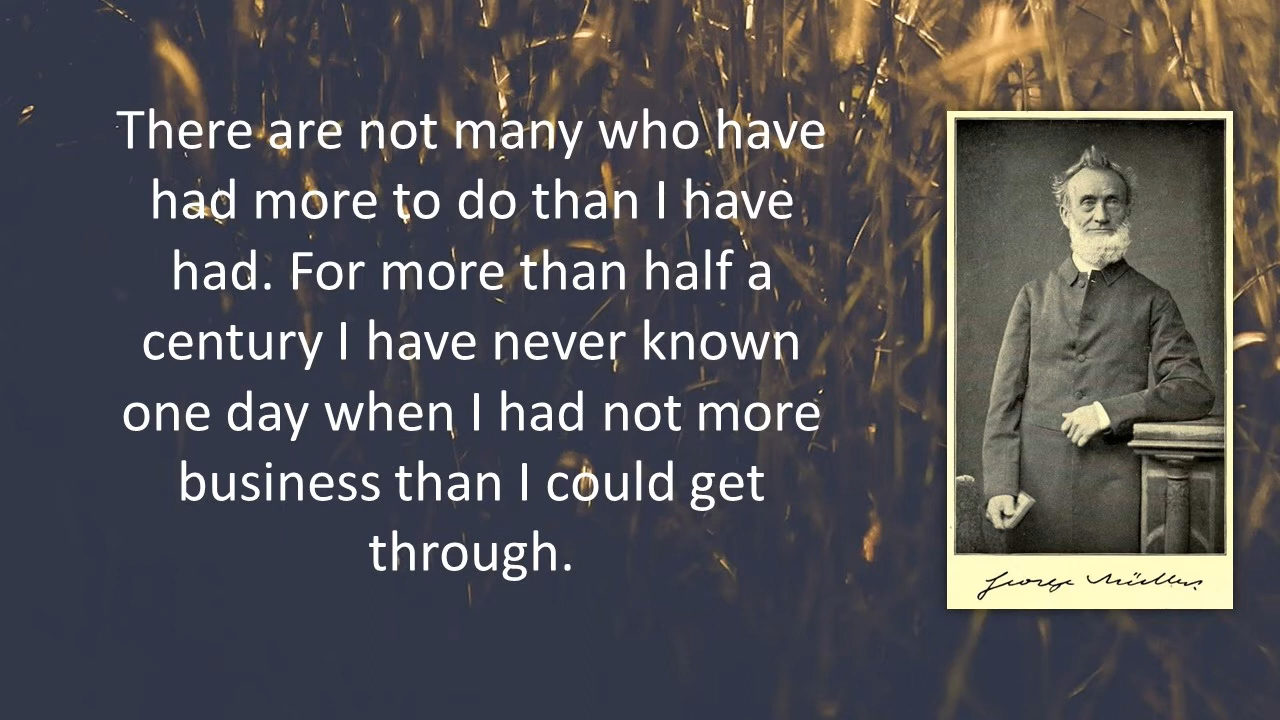 There are not many who have
had more to do than I have
had. For more than half a
century I have never known
one day when I had not more
business than I could get
through.
George Müller.